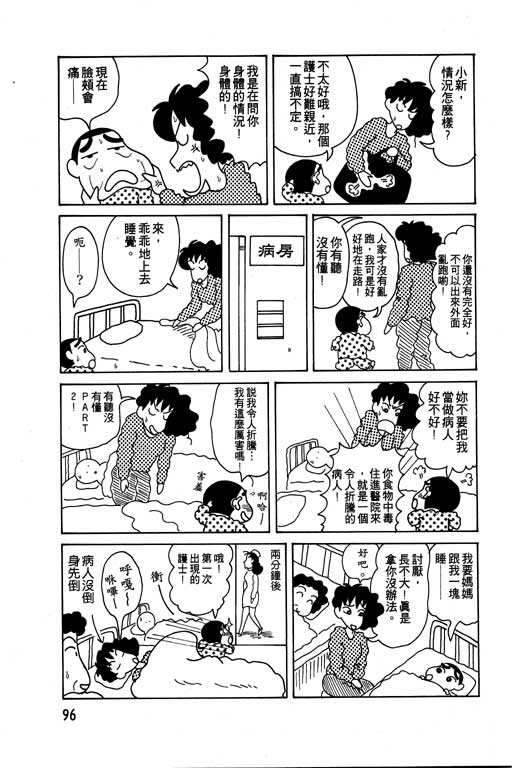 小新，
情況怎麼樣？
不太好哦，那個
護士好難親近，
一直搞不定。
我是在問你
身體的情況！
身體的！
現在
臉頰會
痛—
你還沒有完全好，
不可以出來外面
亂跑喲！
人家才沒有亂
跑，我可是好
好地在走路！
你有聽
沒有懂！
病房
來，
乖乖地上去
睡覺。
呃——？
妳不要把我
當做病人
好不好！
你食物中毒
住進醫院來
，就是一個
令人折騰的
病人！
說我令人折騰…
我有這麼厲害嗎！
啊哈—
害羞
有聽沒
有懂
PART
2！
我要媽媽
跟我一塊
睡—
討厭，
長不大！真是
拿你沒辦法。
好吧。
兩分鐘後
哦！
第一次
出現的
護士！
衝
呼嘎～
咻嗶—
病人沒倒
身先倒
96